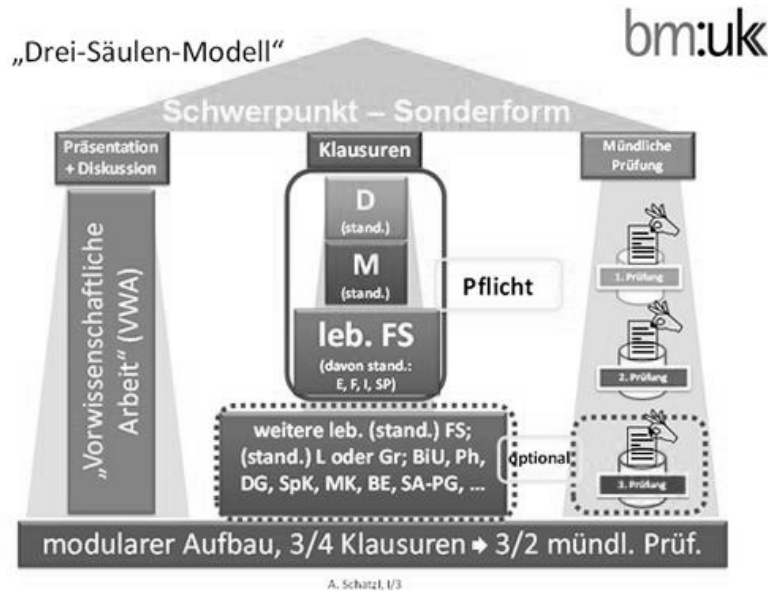 „Drei-Säulen-Modell“
bm:uk
Schwerpunkt – Sonderform
Präsentation
+ Diskussion
„Vorwissenschaftliche
Arbeit“ (VWA)
Klausuren
D
(stand.)
M
(stand.)
leb. FS
(davon stand.:
E, F, I, SP)
Pflicht
weitere leb. (stand.) FS;
(stand.) L oder Gr; BiU, Ph,
DG, SpK, MK, BE, SA-PG, ...
optional
Mündliche
Prüfung
1. Prüfung
2. Prüfung
3. Prüfung
modularer Aufbau, 3/4 Klausuren ➔ 3/2 mündl. Prüf.
A. Schatzl, I/3